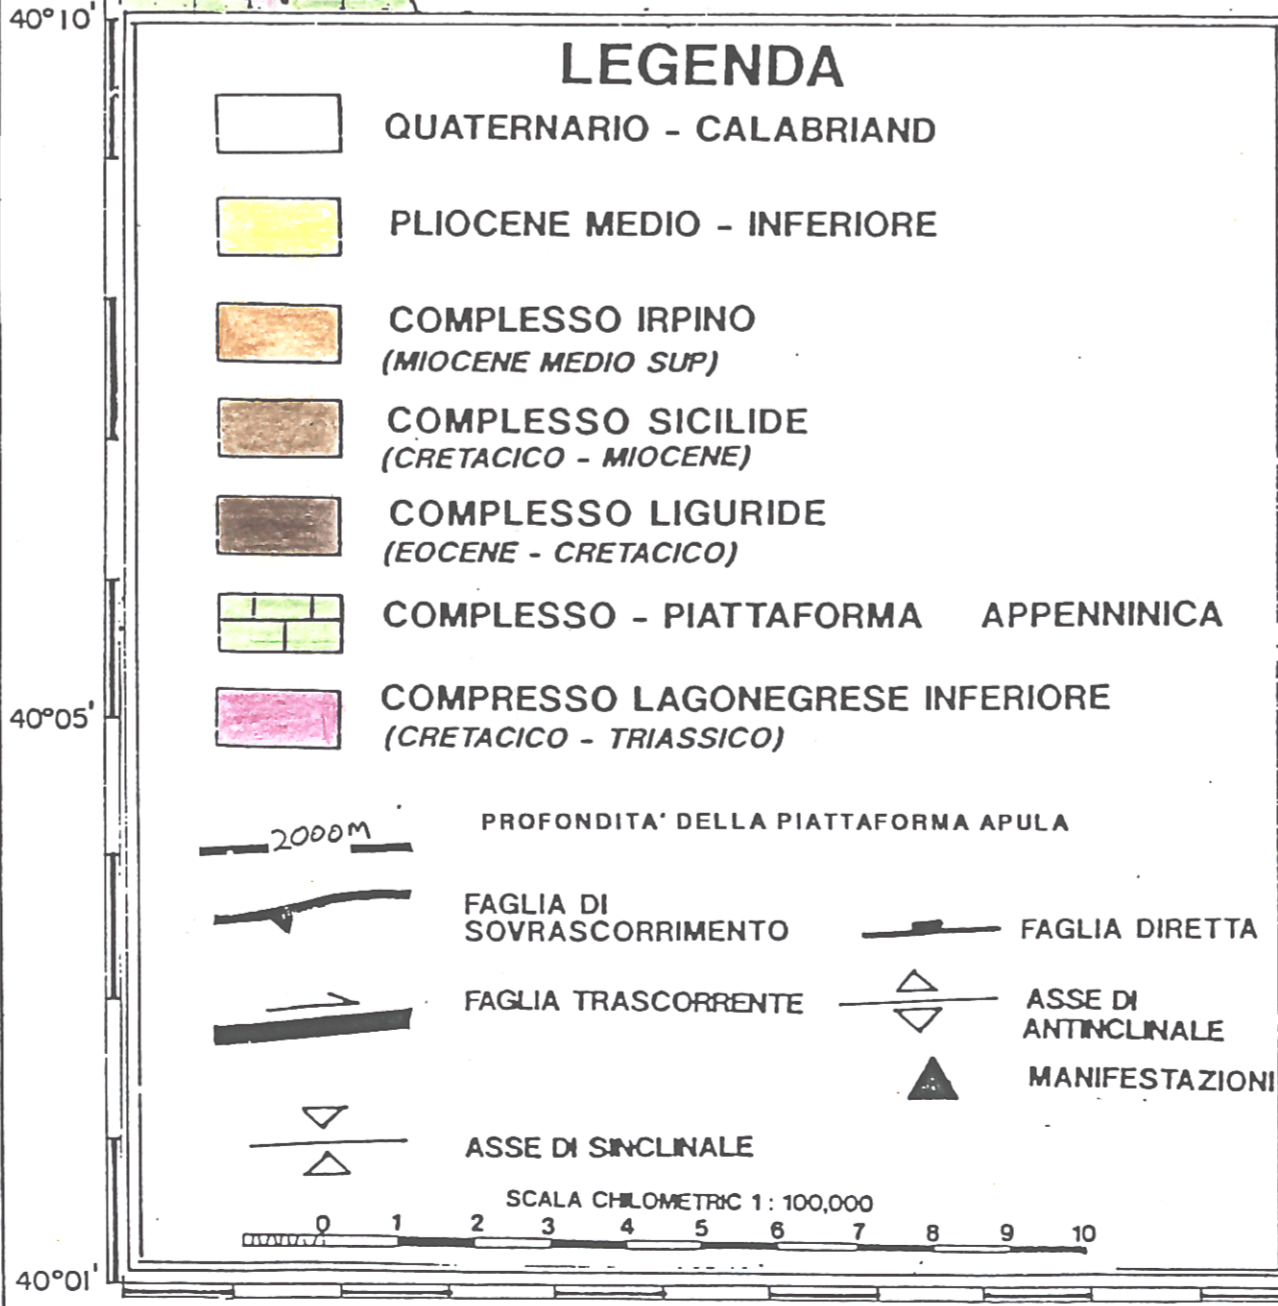 40°10'
LEGENDA
QUATERNARIO - CALABRIAND
PLIOCENE MEDIO - INFERIORE
COMPLESSO IRPINO
(MIOCENE MEDIO SUP)
COMPLESSO SICILIDE
(CRETACICO - MIOCENE)
COMPLESSO LIGURIDE
(EOCENE - CRETACICO)
COMPLESSO - PIATTAFORMA APPENNINICA
40°05'
COMPRESSO LAGONEGRESE INFERIORE
(CRETACICO - TRIASSICO)
2000M
PROFONDITA' DELLA PIATTAFORMA APULA
FAGLIA DI
SOVRASCORRIMENTO
FAGLIA DIRETTA
FAGLIA TRASCORRENTE
ASSE DI
ANTINCLINALE
MANIFESTAZIONI
ASSE DI SINCLINALE
SCALA CHILOMETRIC 1 : 100,000
0 1 2 3 4 5 6 7 8 9 10
40°01'